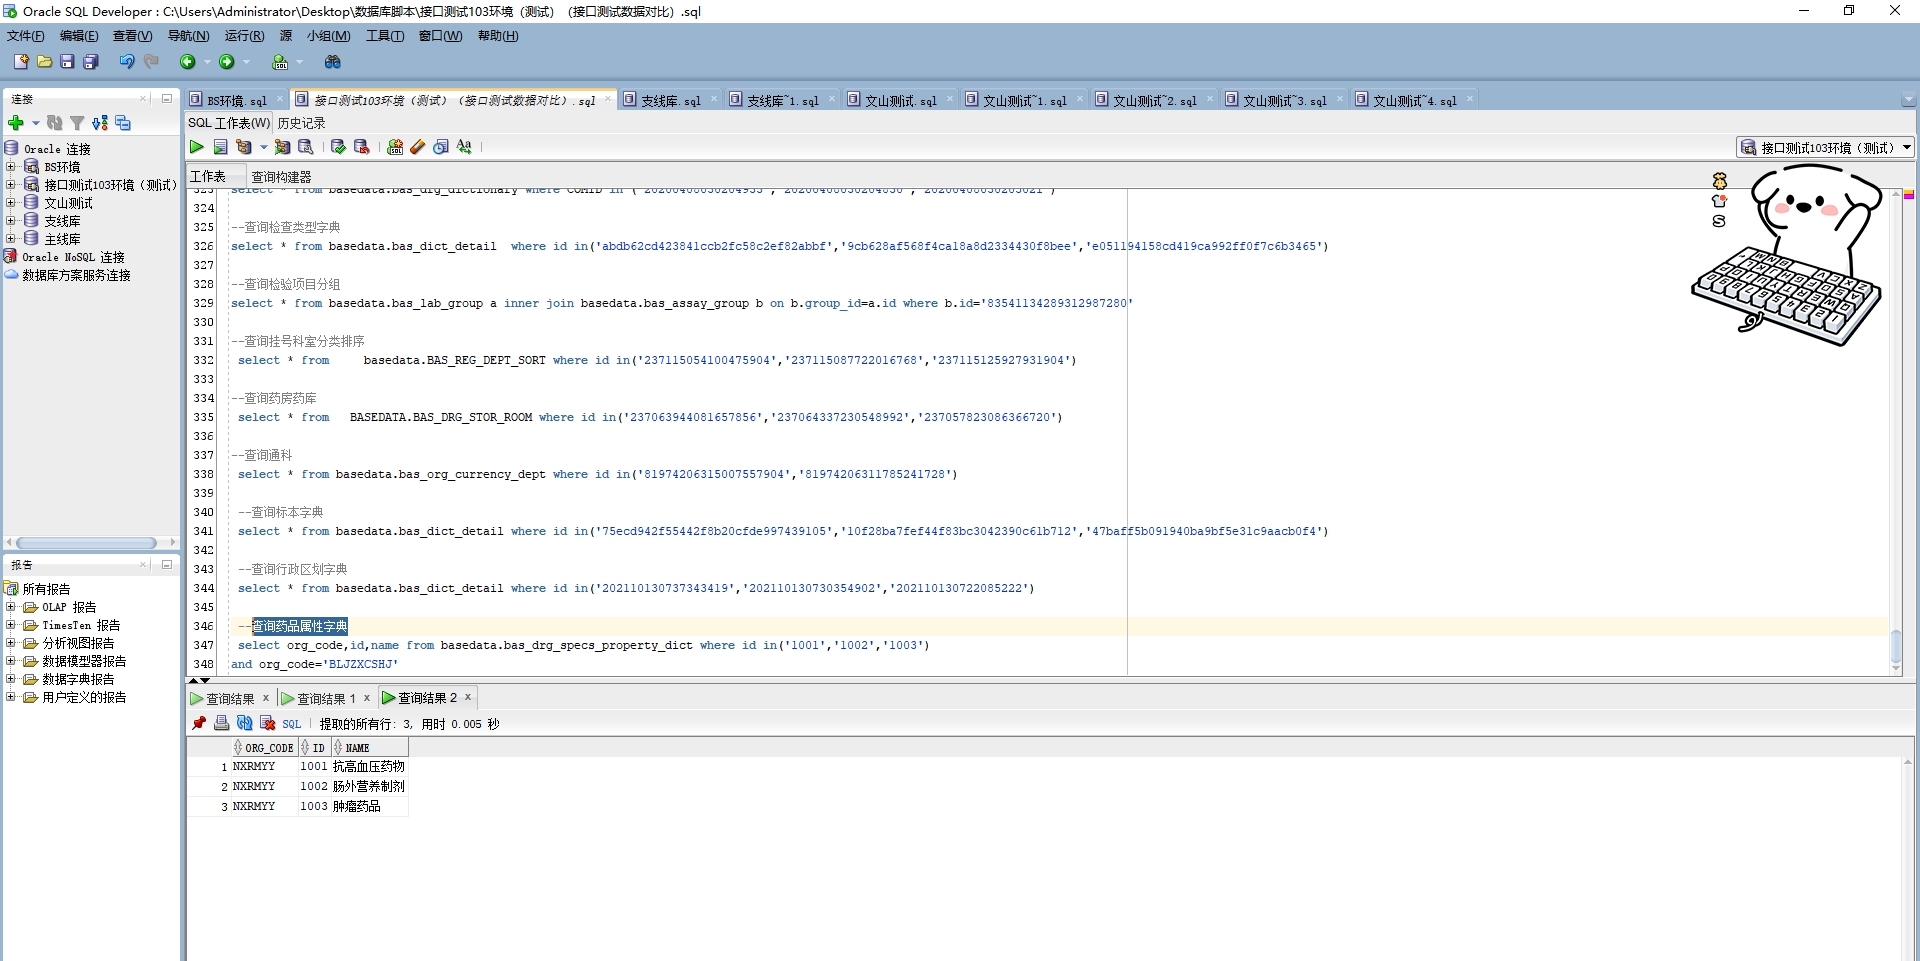 Oracle SQL Developer : C:\Users\Administrator\Desktop\数据库脚本\接口测试103环境（测试）（接口测试数据对比）.sql
文件(F) 编辑(E) 查看(V) 导航(N) 运行(R) 源 小组(M) 工具(T) 窗口(W) 帮助(H)
连接
Oracle 连接
BS环境
接口测试103环境（测试）
文山测试
支线库
主线库
Oracle NoSQL 连接
数据库方案服务连接
报告
所有报告
OLAP 报告
TimesTen 报告
分析视图报告
数据模型器报告
数据字典报告
用户定义的报告
BS环境.sql 接口测试103环境（测试）（接口测试数据对比）.sql 支线库.sql 支线库~1.sql 文山测试.sql 文山测试~1.sql 文山测试~2.sql 文山测试~3.sql 文山测试~4.sql
SQL 工作表(W) 历史记录
接口测试103环境（测试）
工作表 查询构建器
324
325 --查询检查类型字典
326 select * from basedata.bas_dict_detail  where id in('abdb62cd423841ccb2fc58c2ef82abbf','9cb628af568f4ca18a8d2334430f8bee','e051194158cd419ca992ff0f7c6b3465')
327
328 --查询检验项目分组
329 select * from basedata.bas_lab_group a inner join basedata.bas_assay_group b on b.group_id=a.id where b.id='83541134289312987280'
330
331 --查询挂号科室分类排序
332 select * from     basedata.BAS_REG_DEPT_SORT where id in('237115054100475904','237115087722016768','237115125927931904')
333
334 --查询药房药库
335 select * from   BASEDATA.BAS_DRG_STOR_ROOM where id in('237063944081657856','237064337230548992','237057823086366720')
336
337 --查询通科
338 select * from basedata.bas_org_currency_dept where id in('81974206315007557904','81974206311785241728')
339
340 --查询标本字典
341 select * from basedata.bas_dict_detail where id in('75ecd942f55442f8b20cfde997439105','10f28ba7fef44f83bc3042390c61b712','47baff5b091940ba9bf5e31c9aacb0f4')
342
343 --查询行政区划字典
344 select * from basedata.bas_dict_detail where id in('202110130737343419','202110130730354902','202110130722085222')
345
346 --查询药品属性字典
347 select org_code,id,name from basedata.bas_drg_specs_property_dict where id in('1001','1002','1003')
348 and org_code='BLJZXCSHJ'
查询结果 查询结果 1 查询结果 2
SQL 提取的所有行: 3, 用时 0.005 秒
ORG_CODE ID NAME
1 NXRMYY 1001 抗高血压药物
2 NXRMYY 1002 肠外营养制剂
3 NXRMYY 1003 肿瘤药品